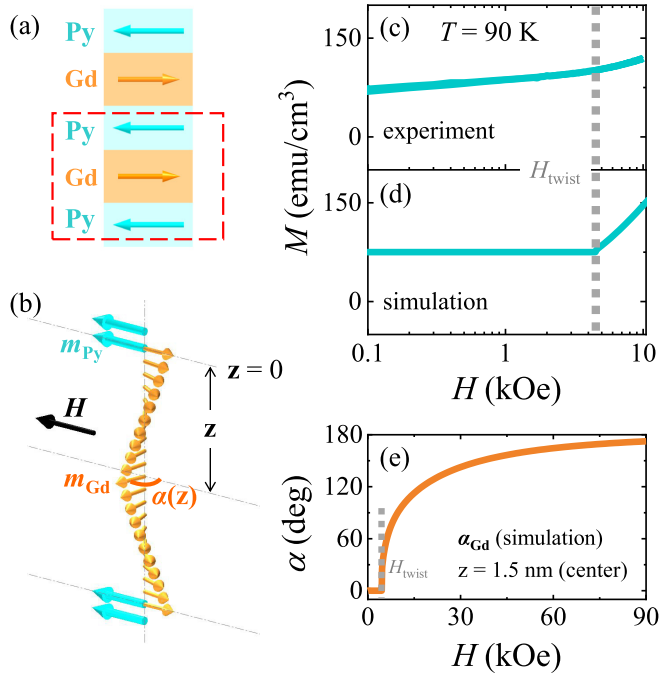 (a)
Py
Gd
Py
Gd
Py
(b)
m_Py
z = 0
H
z
m_Gd
α(z)
(c)
T = 90 K
150
0
experiment
H_twist
M (emu/cm³)
(d)
150
0
simulation
0.1
1
10
H (kOe)
(e)
180
120
60
0
α (deg)
α_Gd (simulation)
H_twist
z = 1.5 nm (center)
0
30
60
90
H (kOe)